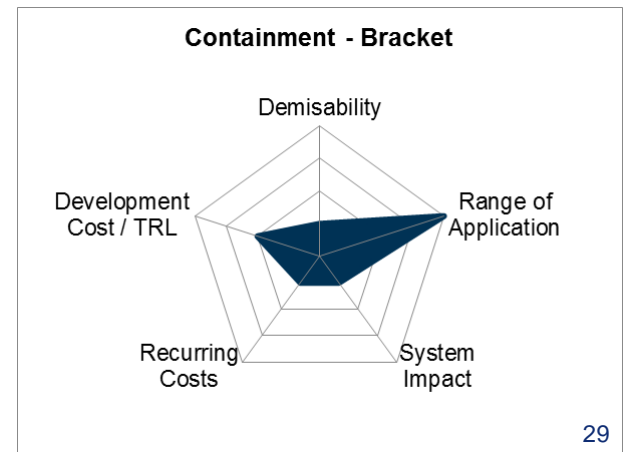 Containment - Bracket
Demisability
Development
Cost / TRL
Range of
Application
Recurring
Costs
System
Impact
29